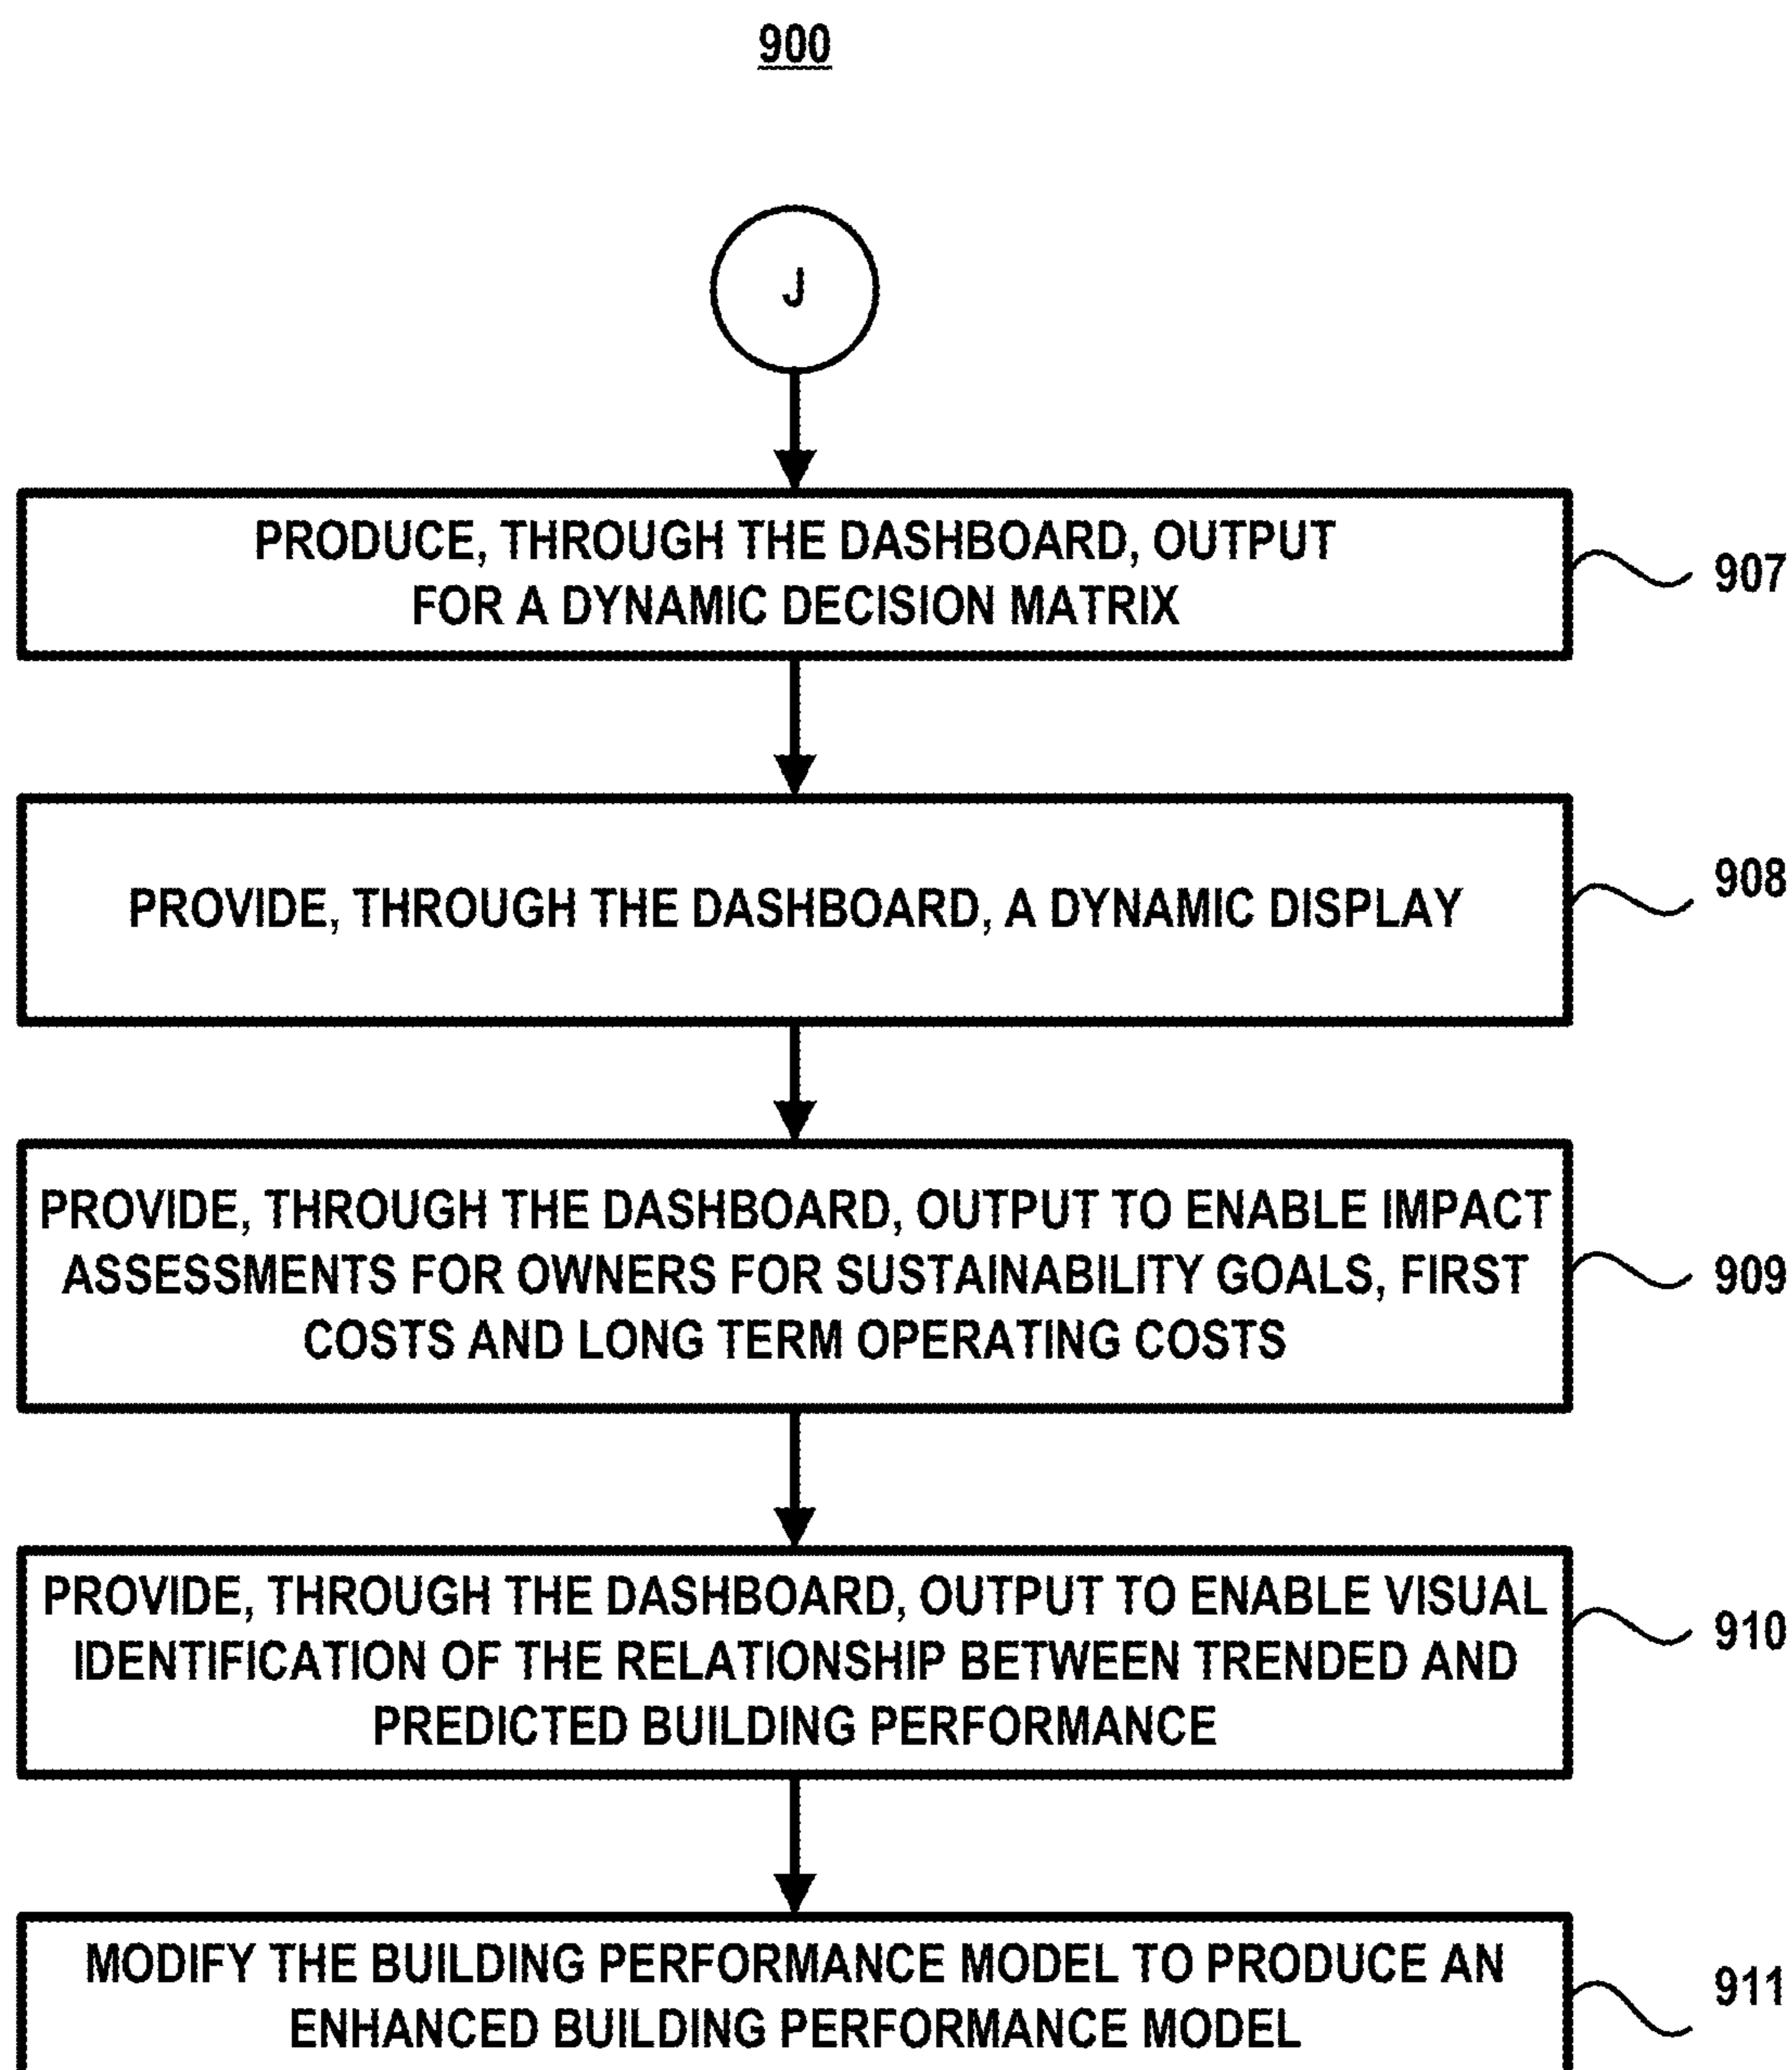 900
J
PRODUCE, THROUGH THE DASHBOARD, OUTPUT
FOR A DYNAMIC DECISION MATRIX
907
PROVIDE, THROUGH THE DASHBOARD, A DYNAMIC DISPLAY
908
PROVIDE, THROUGH THE DASHBOARD, OUTPUT TO ENABLE IMPACT
ASSESSMENTS FOR OWNERS FOR SUSTAINABILITY GOALS, FIRST
COSTS AND LONG TERM OPERATING COSTS
909
PROVIDE, THROUGH THE DASHBOARD, OUTPUT TO ENABLE VISUAL
IDENTIFICATION OF THE RELATIONSHIP BETWEEN TRENDED AND
PREDICTED BUILDING PERFORMANCE
910
MODIFY THE BUILDING PERFORMANCE MODEL TO PRODUCE AN
ENHANCED BUILDING PERFORMANCE MODEL
911